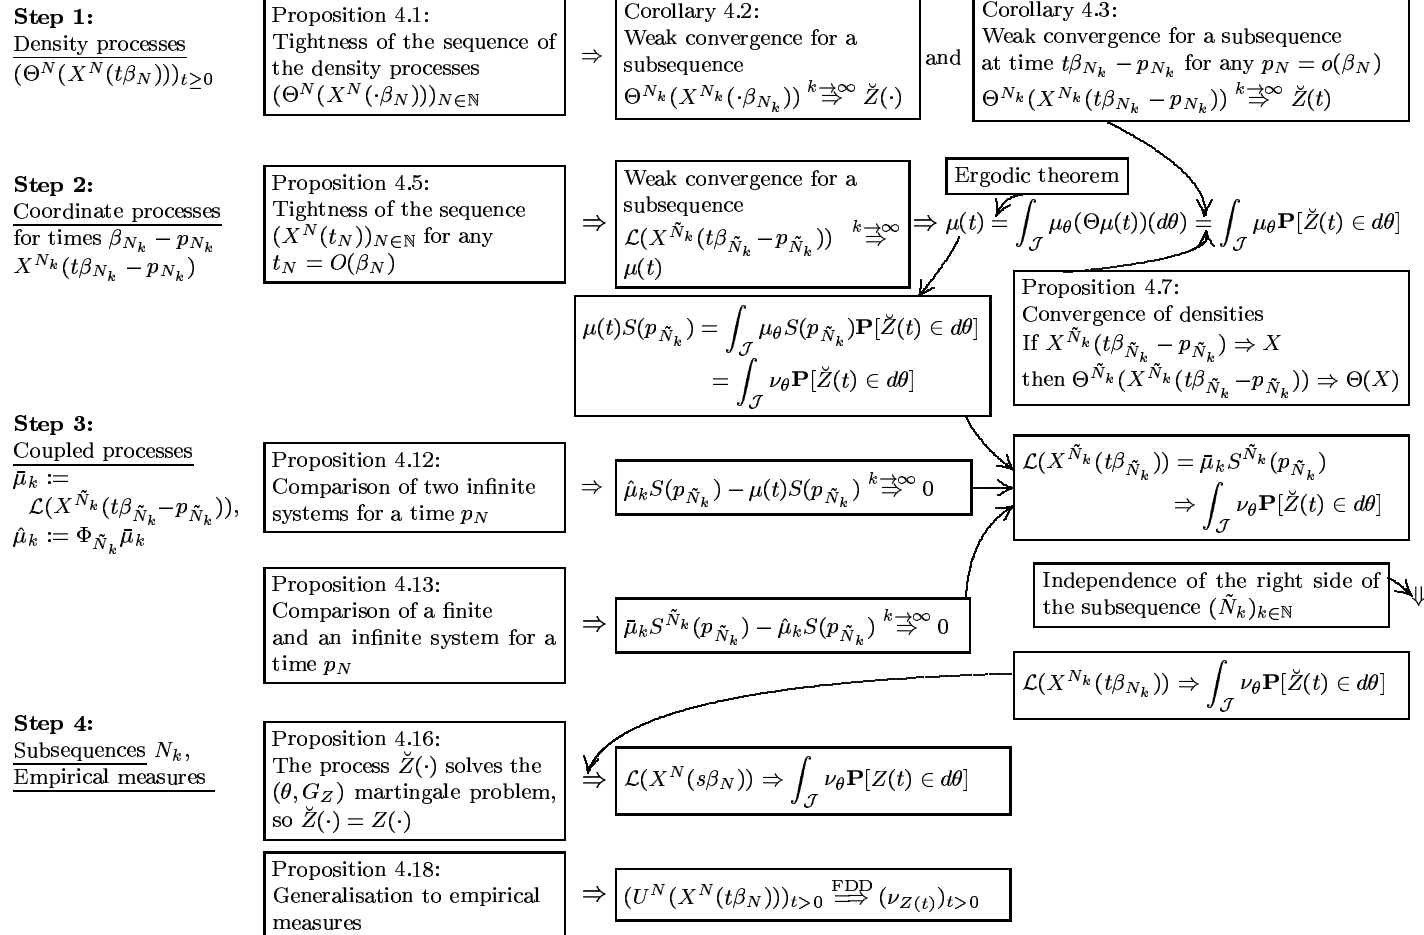 Step 1:
Density processes
(Θ^N(X^N(tβ_N)))_{t≥0}
Proposition 4.1:
Tightness of the sequence of
the density processes
(Θ^N(X^N(·β_N)))_{N∈ℕ}
⇒
Corollary 4.2:
Weak convergence for a
subsequence
Θ^{N_k}(X^{N_k}(·β_{N_k})) ⇒^{k→∞} Z̆(·)
and
Corollary 4.3:
Weak convergence for a subsequence
at time tβ_{N_k} − p_{N_k} for any p_N = o(β_N)
Θ^{N_k}(X^{N_k}(tβ_{N_k} − p_{N_k})) ⇒^{k→∞} Z̆(t)
Step 2:
Coordinate processes
for times β_{N_k} − p_{N_k}
X^{N_k}(tβ_{N_k} − p_{N_k})
Proposition 4.5:
Tightness of the sequence
(X^N(t_N))_{N∈ℕ} for any
t_N = O(β_N)
⇒
Weak convergence for a
subsequence
ℒ(X^{Ñ_k}(tβ_{Ñ_k} − p_{Ñ_k})) ⇒^{k→∞}
μ(t)
Ergodic theorem
⇒ μ(t) = ∫_𝒥 μ_θ(Θμ(t))(dθ) = ∫_𝒥 μ_θ𝐏[Z̆(t) ∈ dθ]
μ(t)S(p_{Ñ_k}) = ∫_𝒥 μ_θS(p_{Ñ_k})𝐏[Z̆(t) ∈ dθ]
= ∫_𝒥 ν_θ𝐏[Z̆(t) ∈ dθ]
Proposition 4.7:
Convergence of densities
If X^{Ñ_k}(tβ_{Ñ_k} − p_{Ñ_k}) ⇒ X
then Θ^{Ñ_k}(X^{Ñ_k}(tβ_{Ñ_k} − p_{Ñ_k})) ⇒ Θ(X)
Step 3:
Coupled processes
μ̄_k :=
ℒ(X^{Ñ_k}(tβ_{Ñ_k} − p_{Ñ_k})),
μ̂_k := Φ_{Ñ_k}μ̄_k
Proposition 4.12:
Comparison of two infinite
systems for a time p_N
⇒
μ̂_kS(p_{Ñ_k}) − μ(t)S(p_{Ñ_k}) ⇒^{k→∞} 0
ℒ(X^{Ñ_k}(tβ_{Ñ_k})) = μ̄_kS^{Ñ_k}(p_{Ñ_k})
⇒ ∫_𝒥 ν_θ𝐏[Z̆(t) ∈ dθ]
Proposition 4.13:
Comparison of a finite
and an infinite system for a
time p_N
⇒
μ̄_kS^{Ñ_k}(p_{Ñ_k}) − μ̂_kS(p_{Ñ_k}) ⇒^{k→∞} 0
Independence of the right side of
the subsequence (Ñ_k)_{k∈ℕ}
⇓
ℒ(X^{N_k}(tβ_{N_k})) ⇒ ∫_𝒥 ν_θ𝐏[Z̆(t) ∈ dθ]
Step 4:
Subsequences N_k,
Empirical measures
Proposition 4.16:
The process Z̆(·) solves the
(θ, G_Z) martingale problem,
so Z̆(·) = Z(·)
⇒
ℒ(X^N(sβ_N)) ⇒ ∫_𝒥 ν_θ𝐏[Z(t) ∈ dθ]
Proposition 4.18:
Generalisation to empirical
measures
⇒
(U^N(X^N(tβ_N)))_{t>0} ⟹^{FDD} (ν_{Z(t)})_{t>0}